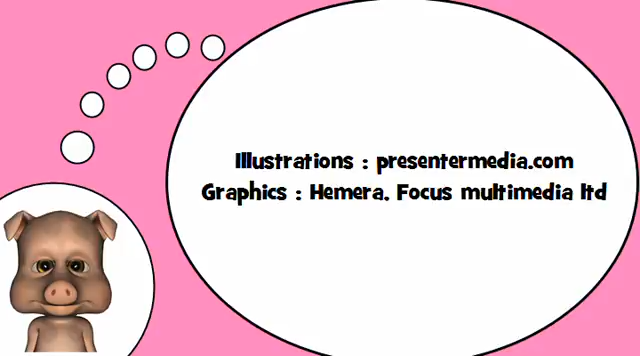 Illustrations : presentermedia.com
Graphics : Hemera. Focus multimedia ltd